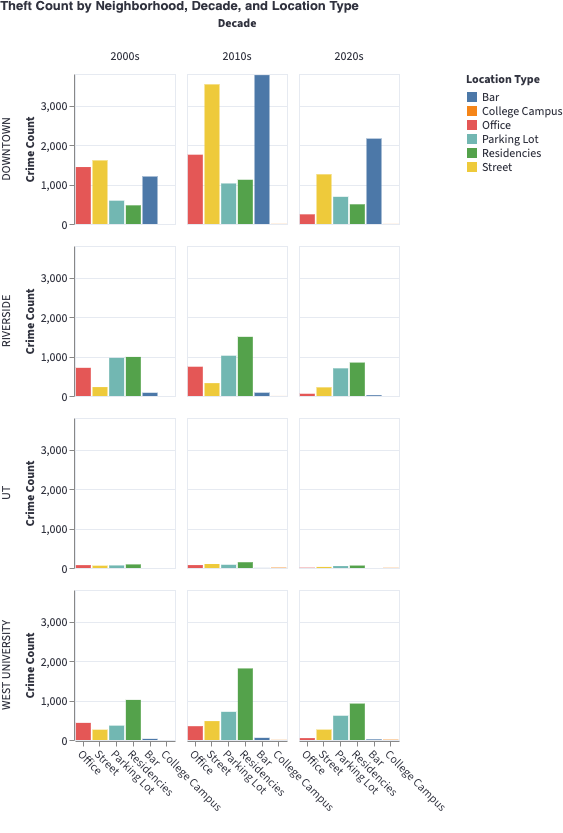 Theft Count by Neighborhood, Decade, and Location Type
Decade
2000s 2010s 2020s
Location Type
Bar
College Campus
Office
Parking Lot
Residencies
Street
DOWNTOWN
Crime Count
3,000
2,000
1,000
0
RIVERSIDE
Crime Count
3,000
2,000
1,000
0
UT
Crime Count
3,000
2,000
1,000
0
WEST UNIVERSITY
Crime Count
3,000
2,000
1,000
0
Office Street Parking Lot Residencies Bar College Campus
Office Street Parking Lot Residencies Bar College Campus
Office Street Parking Lot Residencies Bar College Campus